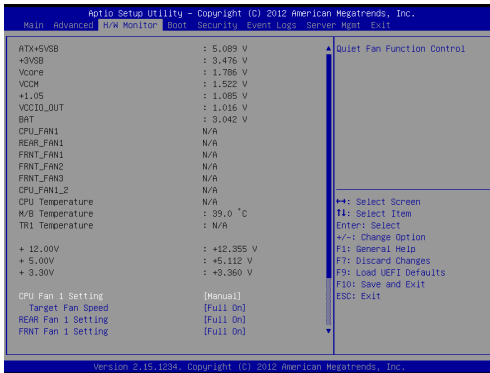 Aptio Setup Utility – Copyright (C) 2012 American Megatrends, Inc.
Main Advanced H/W Monitor Boot Security Event Logs Server Mgmt Exit
ATX+5VSB : 5.089 V
+3VSB : 3.476 V
Vcore : 1.786 V
VCCM : 1.522 V
+1.05 : 1.085 V
VCCIO_OUT : 1.016 V
BAT : 3.042 V
CPU_FAN1 N/A
REAR_FAN1 N/A
FRNT_FAN1 N/A
FRNT_FAN2 N/A
FRNT_FAN3 N/A
CPU_FAN1_2 N/A
CPU Temperature N/A
M/B Temperature : 39.0 °C
TR1 Temperature : N/A
+ 12.00V : +12.355 V
+ 5.00V : +5.112 V
+ 3.30V : +3.360 V
CPU Fan 1 Setting [Manual]
Target Fan Speed [Full On]
REAR Fan 1 Setting [Full On]
FRNT Fan 1 Setting [Full On]
Quiet Fan Function Control
↔: Select Screen
↑↓: Select Item
Enter: Select
+/-: Change Option
F1: General Help
F7: Discard Changes
F9: Load UEFI Defaults
F10: Save and Exit
ESC: Exit
Version 2.15.1234. Copyright (C) 2012 American Megatrends, Inc.